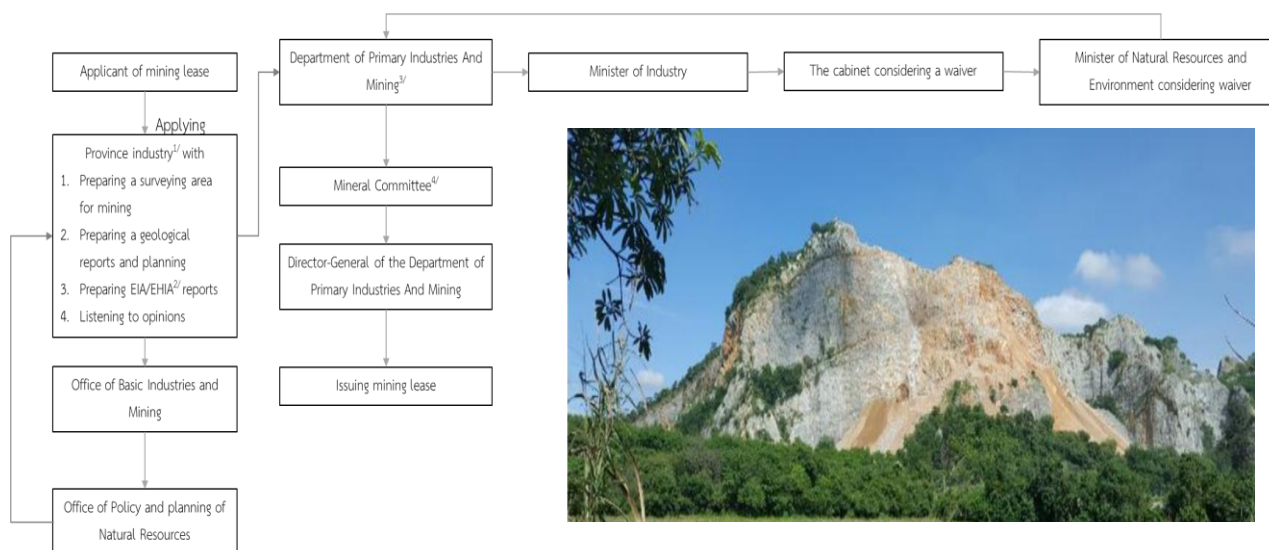 Applicant of mining lease
Applying
Province industry1/ with
1. Preparing a surveying area
for mining
2. Preparing a geological
reports and planning
3. Preparing EIA/EHIA2/ reports
4. Listening to opinions
Office of Basic Industries and
Mining
Office of Policy and planning of
Natural Resources
Department of Primary Industries And
Mining3/
Mineral Committee4/
Director-General of the Department of
Primary Industries And Mining
Issuing mining lease
Minister of Industry
The cabinet considering a waiver
Minister of Natural Resources and
Environment considering waiver